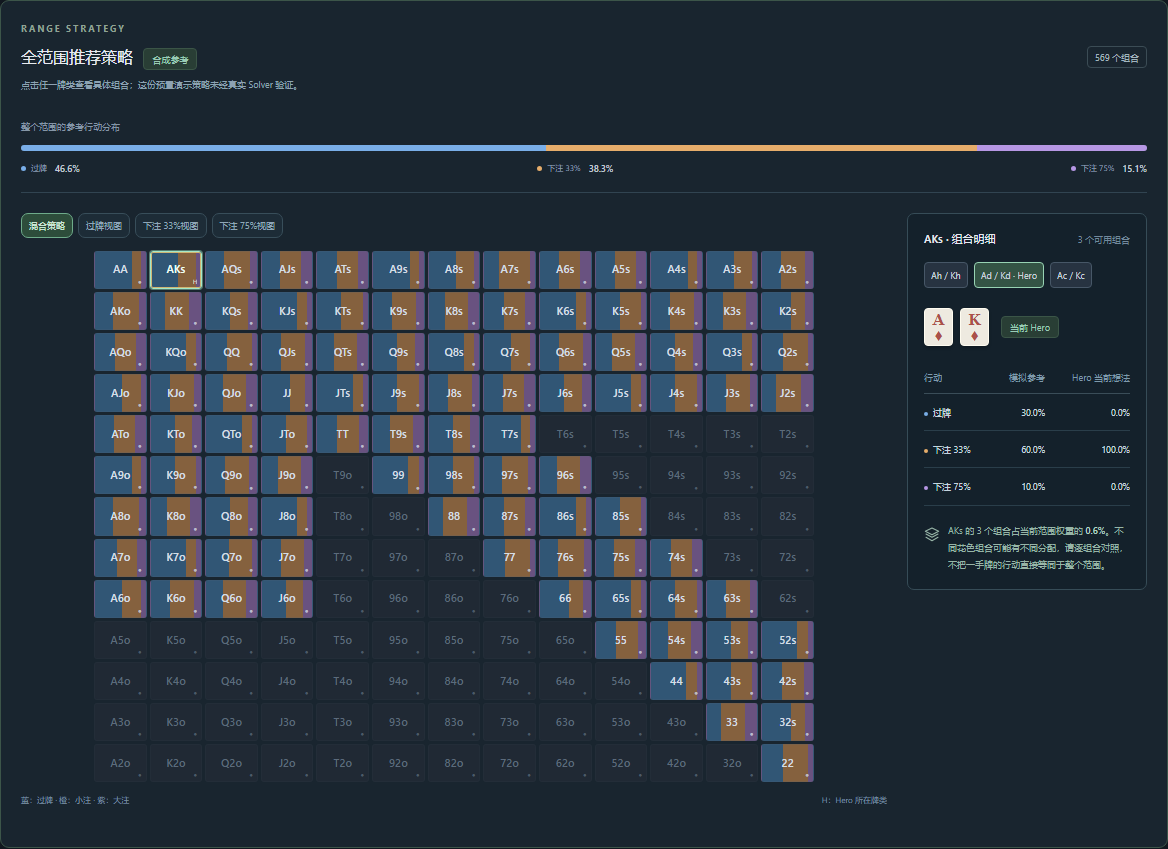 RANGE STRATEGY
全范围推荐策略 合成参考
569 个组合
点击任一牌类查看具体组合；这份预置演示策略未经真实 Solver 验证。
整个范围的参考行动分布
过牌 46.6% 下注 33% 38.3% 下注 75% 15.1%
混合策略 过牌视图 下注 33%视图 下注 75%视图
AA AKs AQs AJs ATs A9s A8s A7s A6s A5s A4s A3s A2s
H
AKo KK KQs KJs KTs K9s K8s K7s K6s K5s K4s K3s K2s
AQo KQo QQ QJs QTs Q9s Q8s Q7s Q6s Q5s Q4s Q3s Q2s
AJo KJo QJo JJ JTs J9s J8s J7s J6s J5s J4s J3s J2s
ATo KTo QTo JTo TT T9s T8s T7s T6s T5s T4s T3s T2s
A9o K9o Q9o J9o T9o 99 98s 97s 96s 95s 94s 93s 92s
A8o K8o Q8o J8o T8o 98o 88 87s 86s 85s 84s 83s 82s
A7o K7o Q7o J7o T7o 97o 87o 77 76s 75s 74s 73s 72s
A6o K6o Q6o J6o T6o 96o 86o 76o 66 65s 64s 63s 62s
A5o K5o Q5o J5o T5o 95o 85o 75o 65o 55 54s 53s 52s
A4o K4o Q4o J4o T4o 94o 84o 74o 64o 54o 44 43s 42s
A3o K3o Q3o J3o T3o 93o 83o 73o 63o 53o 43o 33 32s
A2o K2o Q2o J2o T2o 92o 82o 72o 62o 52o 42o 32o 22
蓝：过牌 · 橙：小注 · 紫：大注
H：Hero 所在牌类
AKs · 组合明细 3 个可用组合
Ah / Kh Ad / Kd · Hero Ac / Kc
A♦ K♦ 当前 Hero
行动 模拟参考 Hero 当前想法
过牌 30.0% 0.0%
下注 33% 60.0% 100.0%
下注 75% 10.0% 0.0%
AKs 的 3 个组合占当前范围权重的 0.6%。不
同花色组合可能有不同分配，请逐组合对照，
不把一手牌的行动直接等同于整个范围。